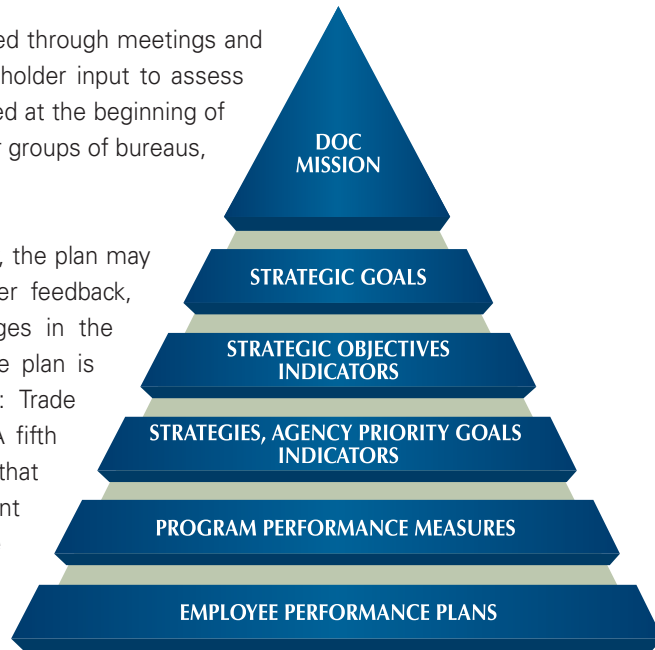 ed through meetings and
holder input to assess
ed at the beginning of
r groups of bureaus,
, the plan may
er feedback,
ges in the
e plan is
: Trade
A fifth
that
nt
DOC
MISSION
STRATEGIC GOALS
STRATEGIC OBJECTIVES
INDICATORS
STRATEGIES, AGENCY PRIORITY GOALS
INDICATORS
PROGRAM PERFORMANCE MEASURES
EMPLOYEE PERFORMANCE PLANS